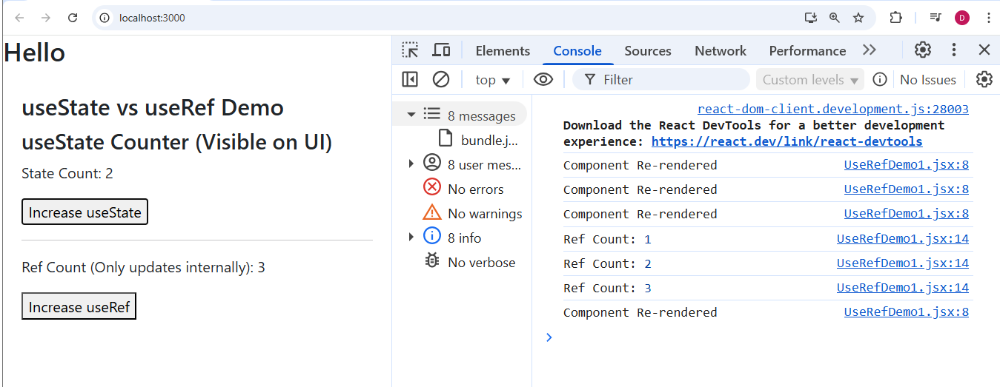 localhost:3000
D
Hello
useState vs useRef Demo
useState Counter (Visible on UI)
State Count: 2
Increase useState
Ref Count (Only updates internally): 3
Increase useRef
Elements Console Sources Network Performance
top ▼ Filter Custom levels ▼ No Issues
8 messages
bundle.j...
8 user mes...
No errors
No warnings
8 info
No verbose
react-dom-client.development.js:28003
Download the React DevTools for a better development
experience: https://react.dev/link/react-devtools
Component Re-rendered UseRefDemo1.jsx:8
Component Re-rendered UseRefDemo1.jsx:8
Component Re-rendered UseRefDemo1.jsx:8
Ref Count: 1 UseRefDemo1.jsx:14
Ref Count: 2 UseRefDemo1.jsx:14
Ref Count: 3 UseRefDemo1.jsx:14
Component Re-rendered UseRefDemo1.jsx:8